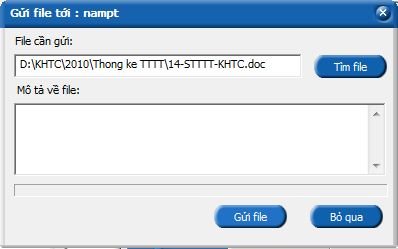 Gửi file tới : nampt
File cần gửi:
D:\KHTC\2010\Thong ke TTTT\14-STTTT-KHTC.doc
Tìm file
Mô tả về file:
Gửi file
Bỏ qua